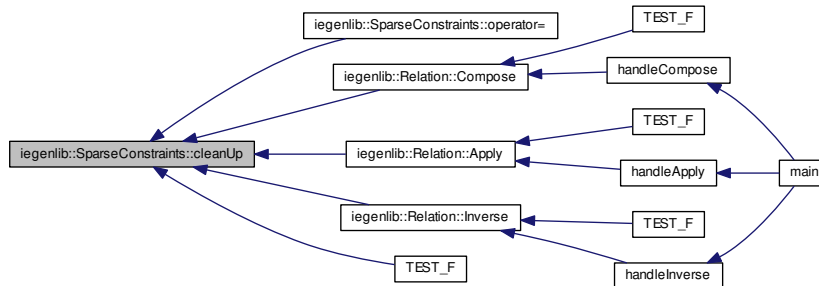 iegenlib::SparseConstraints::operator=
TEST_F
iegenlib::Relation::Compose
handleCompose
TEST_F
iegenlib::SparseConstraints::cleanUp
iegenlib::Relation::Apply
handleApply
main
iegenlib::Relation::Inverse
TEST_F
TEST_F
handleInverse